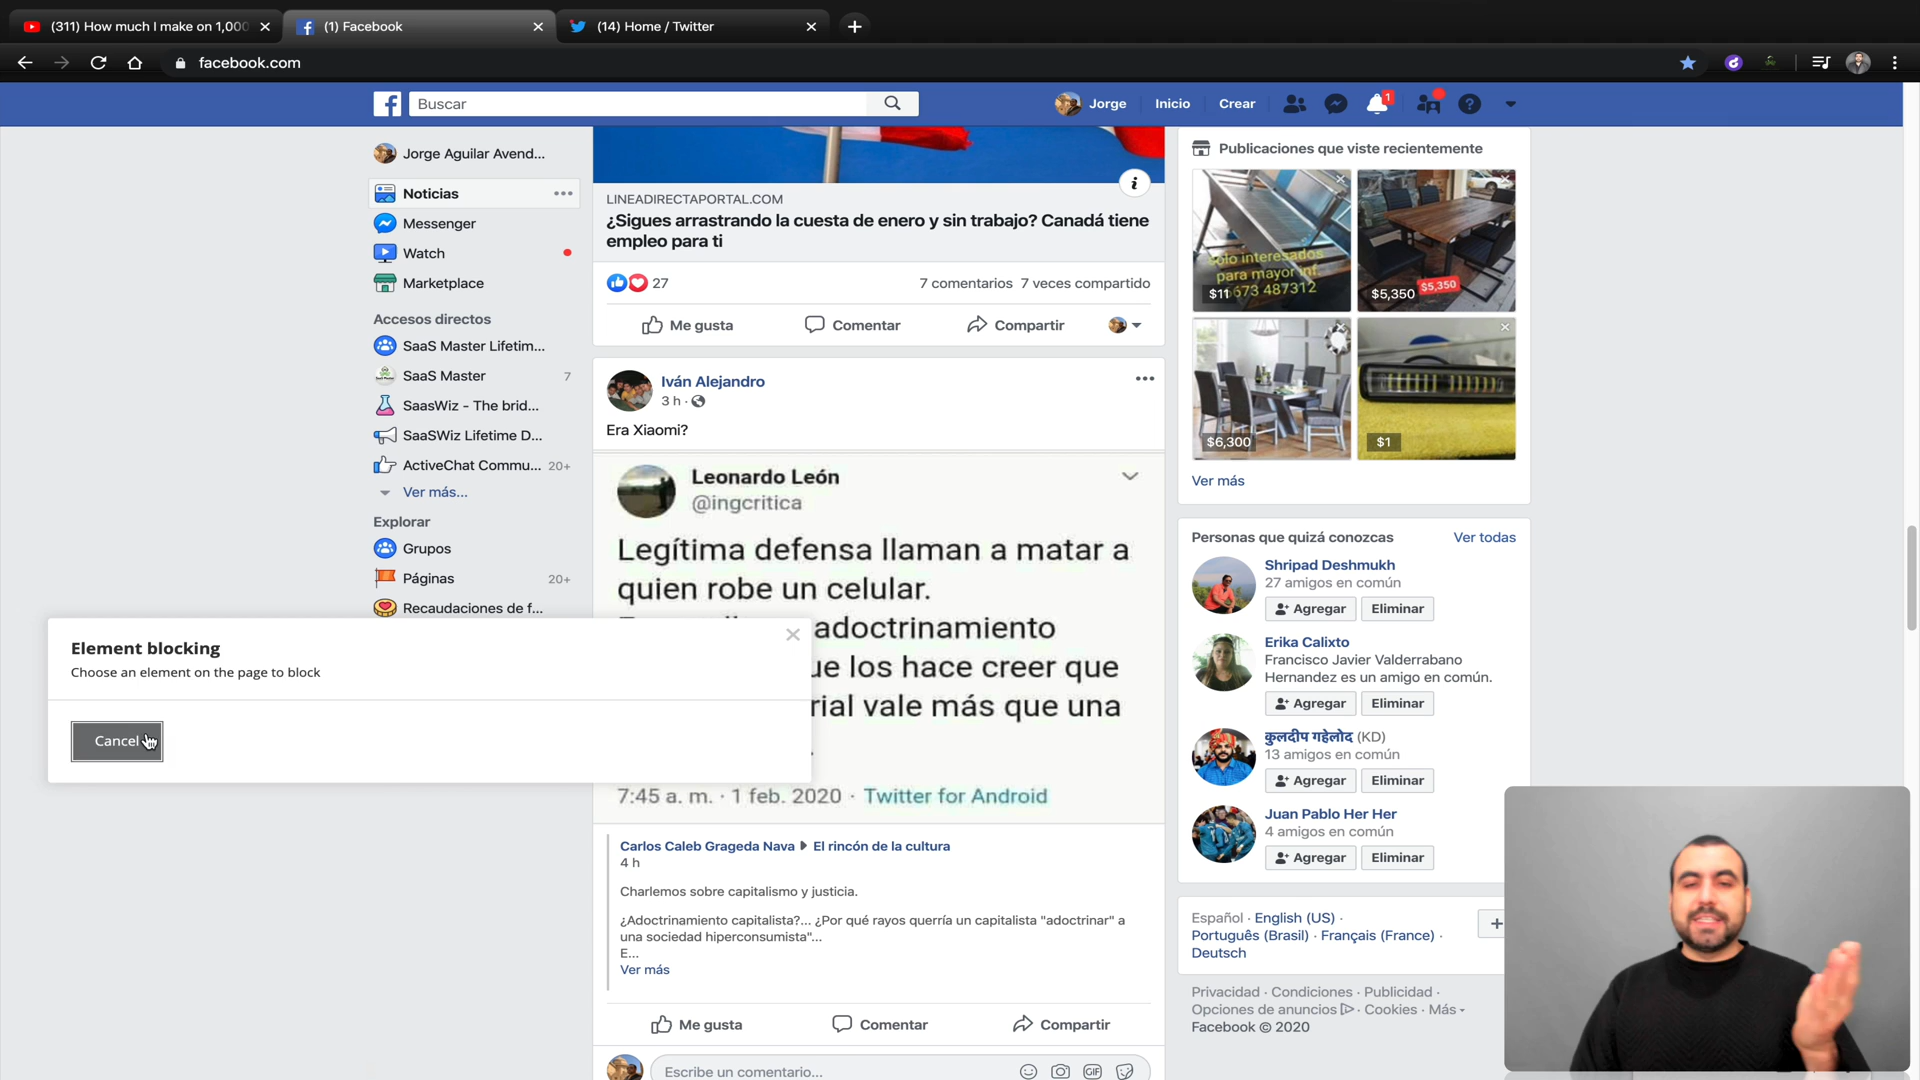 (311) How much I make on 1,000
(1) Facebook
(14) Home / Twitter
facebook.com
Buscar
Jorge
Inicio
Crear
1
Jorge Aguilar Avend...
Noticias
Messenger
Watch
Marketplace
Accesos directos
SaaS Master Lifetim...
SaaS Master 7
SaasWiz - The brid...
SaaSWiz Lifetime D...
ActiveChat Commu... 20+
Ver más...
Explorar
Grupos
Páginas 20+
Recaudaciones de f...
Element blocking
Choose an element on the page to block
Cancel
LINEADIRECTAPORTAL.COM
¿Sigues arrastrando la cuesta de enero y sin trabajo? Canadá tiene
empleo para ti
27
7 comentarios 7 veces compartido
Me gusta Comentar Compartir
Iván Alejandro
3 h ·
Era Xiaomi?
Leonardo León
@ingcritica
Legítima defensa llaman a matar a
quien robe un celular.
adoctrinamiento
ue los hace creer que
rial vale más que una
7:45 a. m. · 1 feb. 2020 · Twitter for Android
Carlos Caleb Grageda Nava El rincón de la cultura
4 h
Charlemos sobre capitalismo y justicia.
¿Adoctrinamiento capitalista?... ¿Por qué rayos querría un capitalista "adoctrinar" a
una sociedad hiperconsumista"...
E...
Ver más
Me gusta Comentar Compartir
Escribe un comentario...
GIF
Publicaciones que viste recientemente
solo interesados
para mayor inf.
673 487312
$11
$5,350
$5,350
$6,300
$1
Ver más
Personas que quizá conozcas Ver todas
Shripad Deshmukh
27 amigos en común
Agregar Eliminar
Erika Calixto
Francisco Javier Valderrabano
Hernandez es un amigo en común.
Agregar Eliminar
कुलदीप गहेलोद (KD)
13 amigos en común
Agregar Eliminar
Juan Pablo Her Her
4 amigos en común
Agregar Eliminar
Español · English (US) ·
Português (Brasil) · Français (France) ·
Deutsch
Privacidad · Condiciones · Publicidad ·
Opciones de anuncios · Cookies · Más
Facebook © 2020